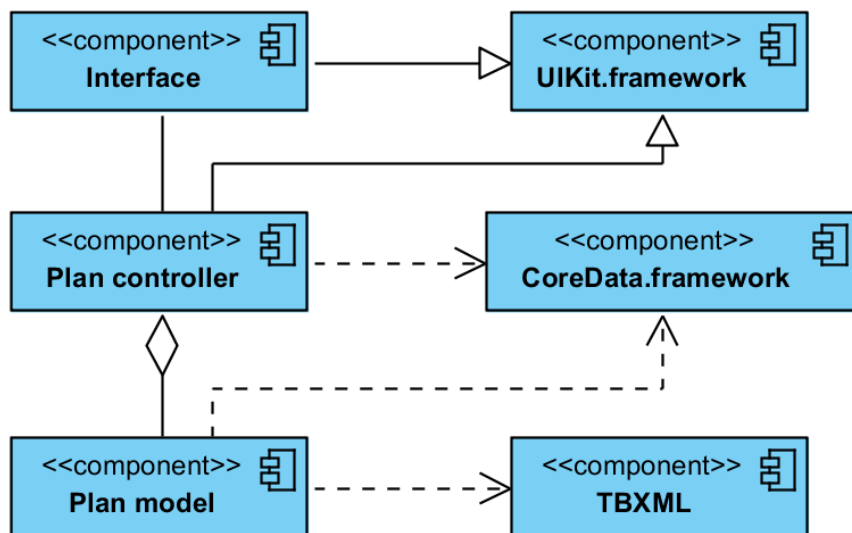 <<component>>
Interface
<<component>>
UIKit.framework
<<component>>
Plan controller
<<component>>
CoreData.framework
<<component>>
Plan model
<<component>>
TBXML